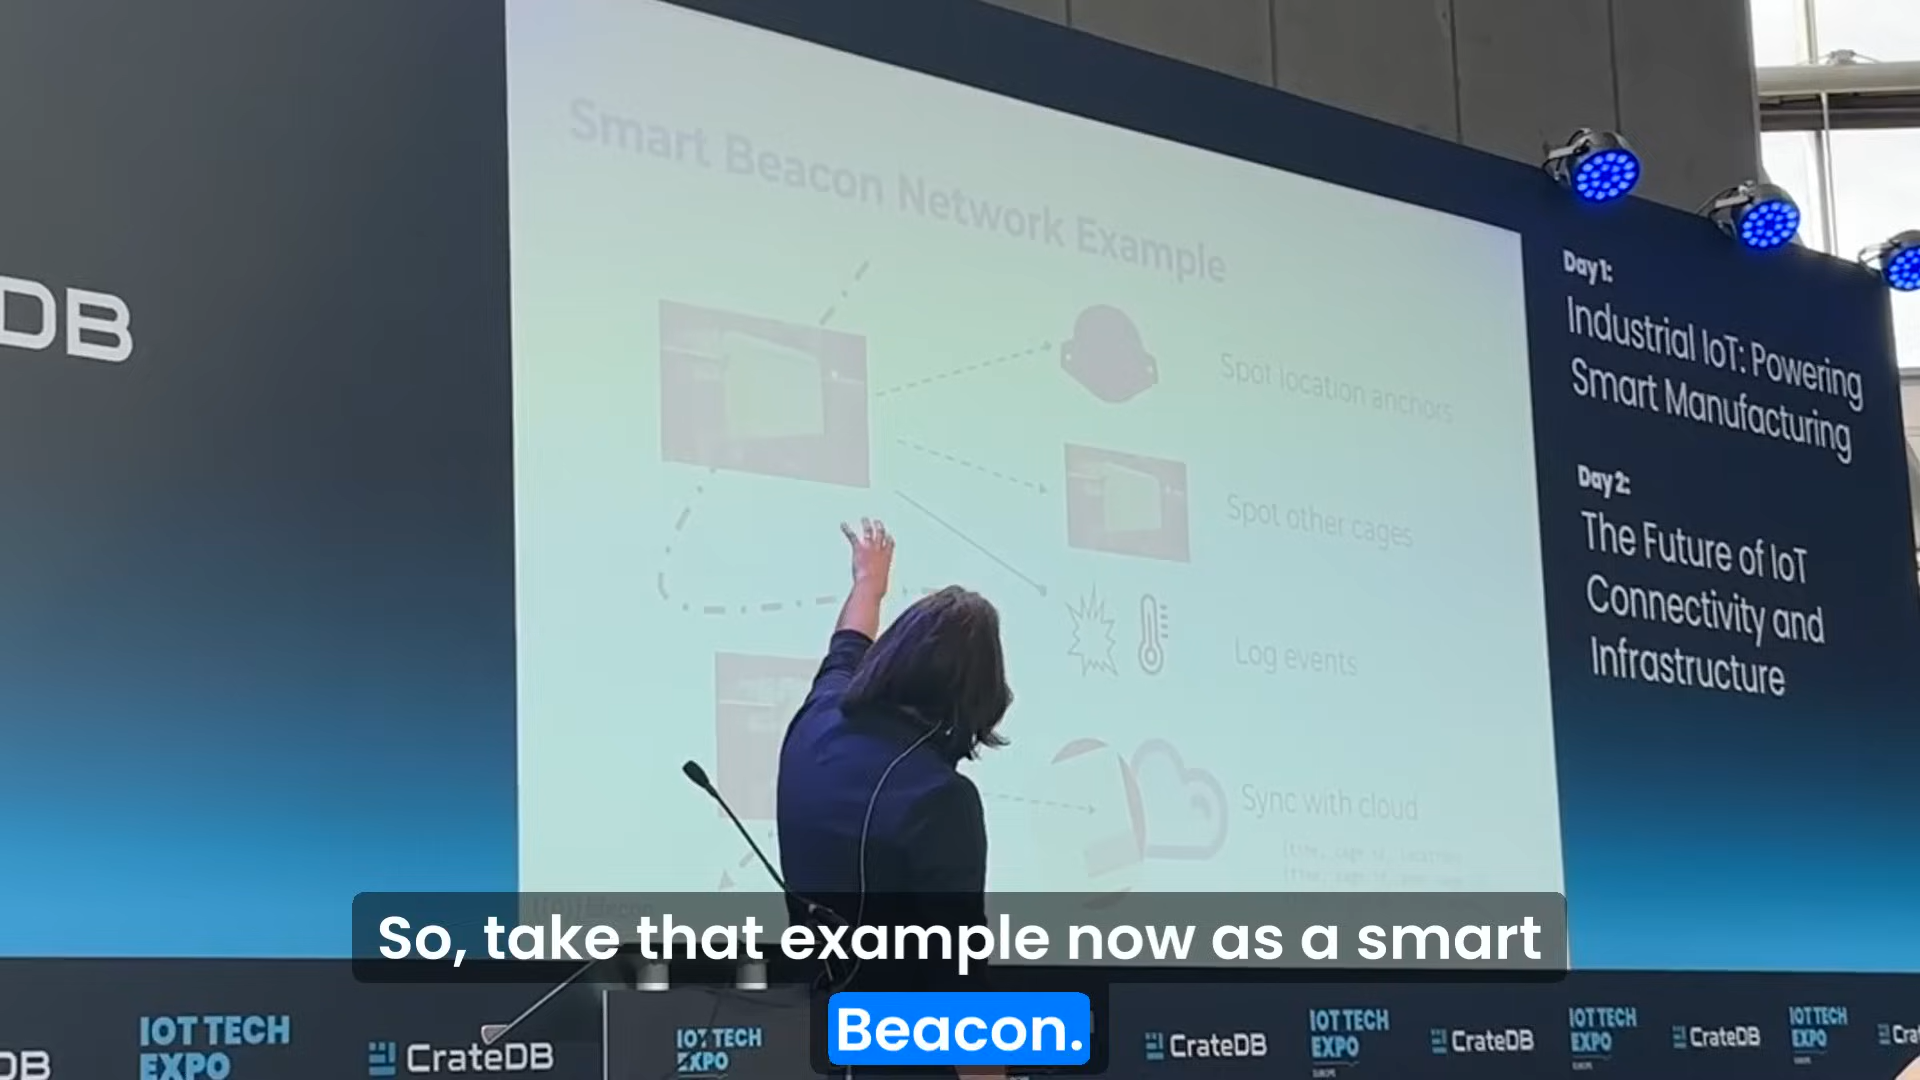 DB
Smart Beacon Network Example
Spot location anchors
Spot other cages
Log events
Sync with cloud
Day 1:
Industrial IoT: Powering
Smart Manufacturing
Day 2:
The Future of IoT
Connectivity and
Infrastructure
So, take that example now as a smart
Beacon.
DB
IOT TECH
EXPO
CrateDB
IOT TECH
EXPO
CrateDB
IOT TECH
EXPO
EUROPE
CrateDB
IOT TECH
EXPO
CrateDB
IOT TECH
EXPO